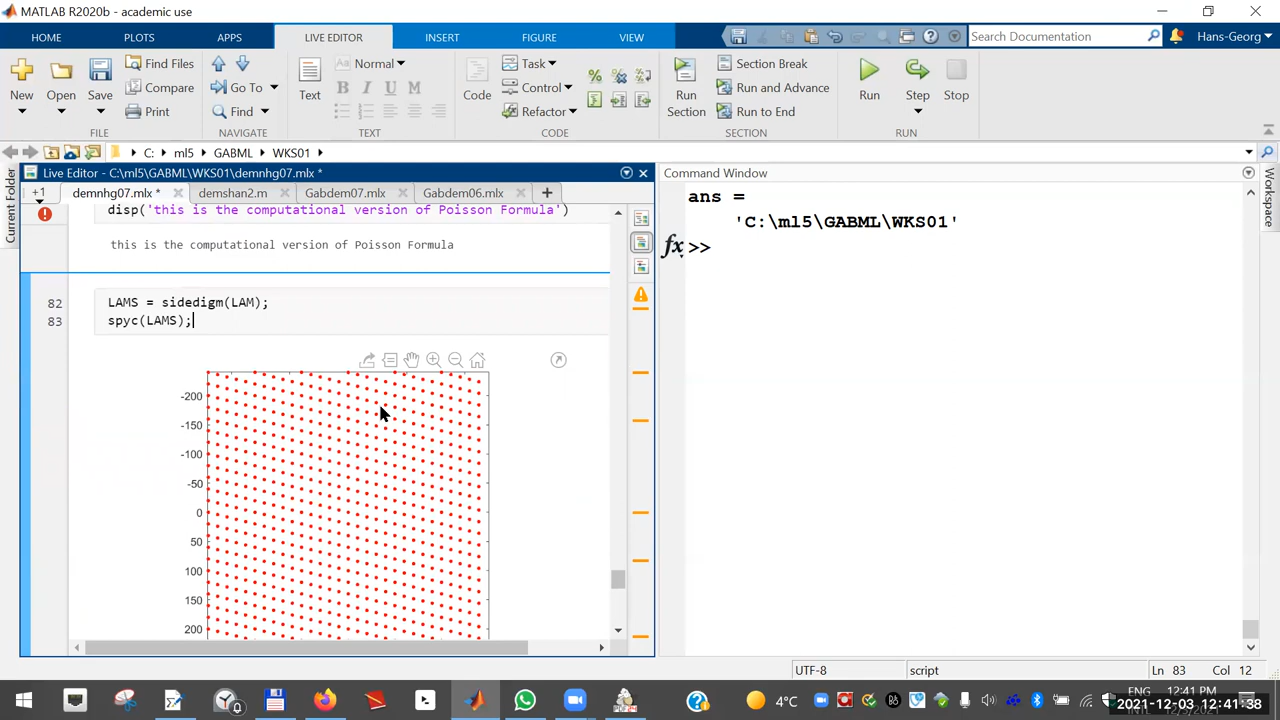 MATLAB R2020b - academic use
HOME PLOTS APPS LIVE EDITOR INSERT FIGURE VIEW Search Documentation Hans-Georg
New Open Save Find Files Compare Print
Go To Find
Text Aa Normal B I U M
Code Task Control Refactor
Run Section Section Break Run and Advance Run to End
Run Step Stop
FILE NAVIGATE TEXT CODE SECTION RUN
C: ml5 GABML WKS01
Current Folder
Live Editor - C:\ml5\GABML\WKS01\demnhg07.mlx *
+1 demnhg07.mlx * demshan2.m Gabdem07.mlx Gabdem06.mlx
disp('this is the computational version of Poisson Formula')
this is the computational version of Poisson Formula
82 LAMS = sidedigm(LAM);
83 spyc(LAMS);
-200
-150
-100
-50
0
50
100
150
200
Command Window
ans =
'C:\ml5\GABML\WKS01'
fx >>
Workspace
UTF-8 script Ln 83 Col 12
4°C
ENG
12:41 PM
2021-12-03 12:41:38